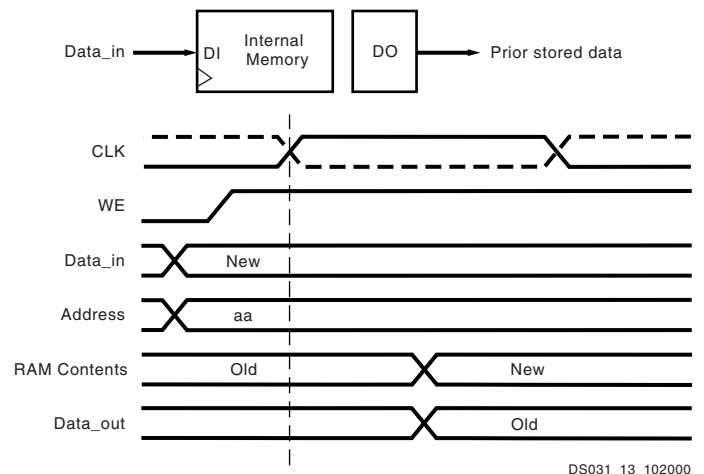 Data_in DI Internal Memory DO Prior stored data
CLK
WE
Data_in New
Address aa
RAM Contents Old New
Data_out Old
DS031_13_102000